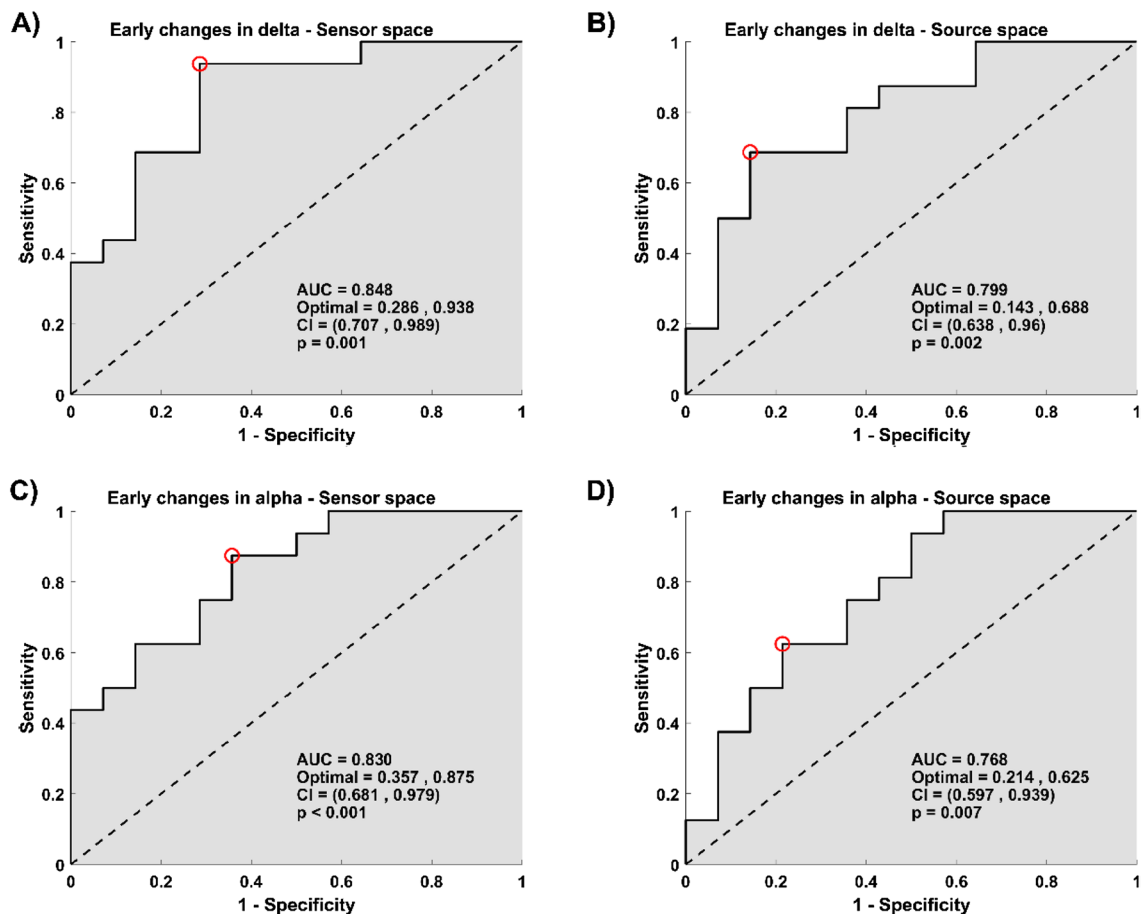 A)
Early changes in delta - Sensor space
1
.8
0.6
0.4
0.2
0
Sensitivity
AUC = 0.848
Optimal = 0.286 , 0.938
CI = (0.707 , 0.989)
p = 0.001
0 0.2 0.4 0.6 0.8 1
1 - Specificity
B)
Early changes in delta - Source space
1
0.8
0.6
0.4
0.2
0
Sensitivity
AUC = 0.799
Optimal = 0.143 , 0.688
CI = (0.638 , 0.96)
p = 0.002
0 0.2 0.4 0.6 0.8 1
1 - Specificity
C)
Early changes in alpha - Sensor space
1
0.8
0.6
0.4
0.2
0
Sensitivity
AUC = 0.830
Optimal = 0.357 , 0.875
CI = (0.681 , 0.979)
p < 0.001
0 0.2 0.4 0.6 0.8 1
1 - Specificity
D)
Early changes in alpha - Source space
1
0.8
0.6
0.4
0.2
0
Sensitivity
AUC = 0.768
Optimal = 0.214 , 0.625
CI = (0.597 , 0.939)
p = 0.007
0 0.2 0.4 0.6 0.8 1
1 - Specificity